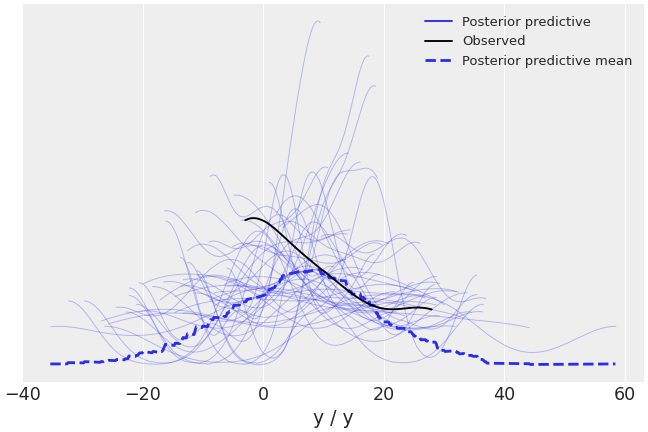 Posterior predictive
Observed
Posterior predictive mean
−40 −20 0 20 40 60
y / y